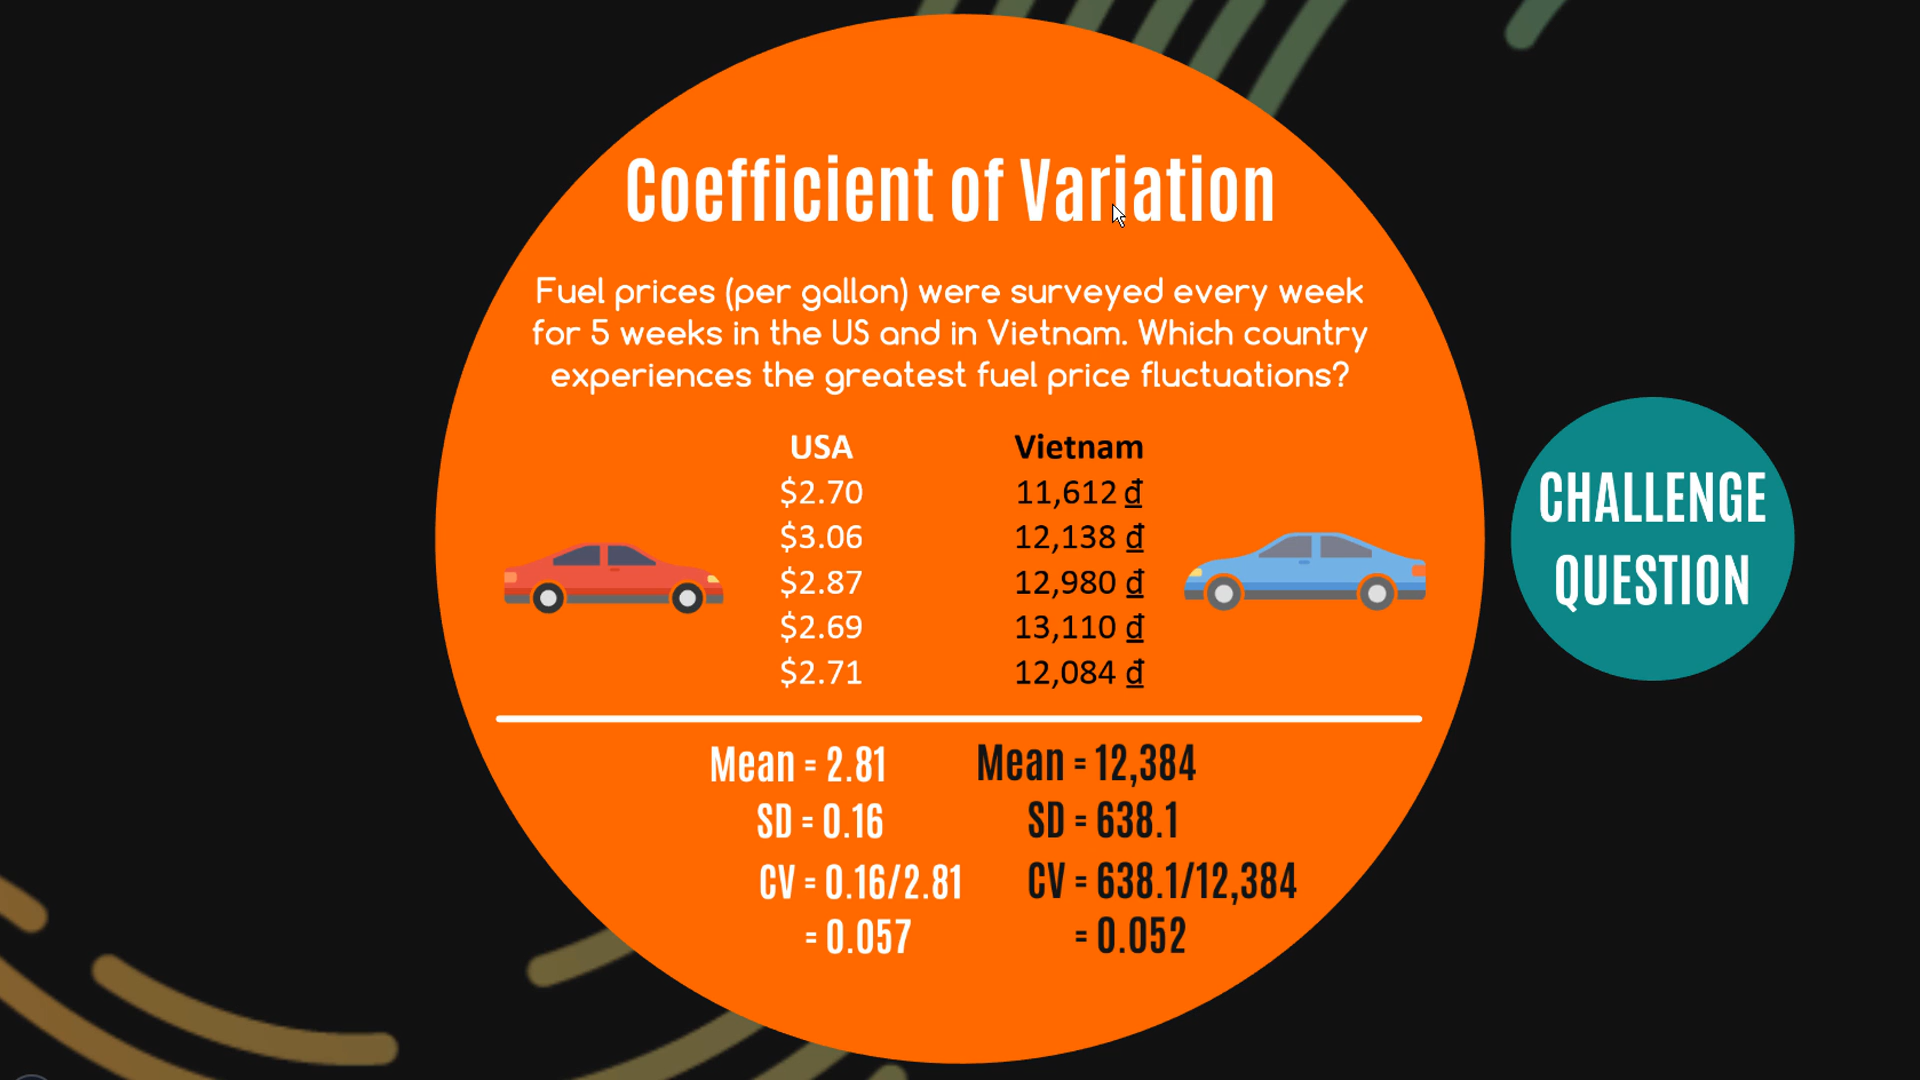 Coefficient of Variation
Fuel prices (per gallon) were surveyed every week
for 5 weeks in the US and in Vietnam. Which country
experiences the greatest fuel price fluctuations?
USA Vietnam
$2.70 11,612 ₫
$3.06 12,138 ₫
$2.87 12,980 ₫
$2.69 13,110 ₫
$2.71 12,084 ₫
Mean = 2.81 Mean = 12,384
SD = 0.16 SD = 638.1
CV = 0.16/2.81 CV = 638.1/12,384
= 0.057 = 0.052
CHALLENGE
QUESTION